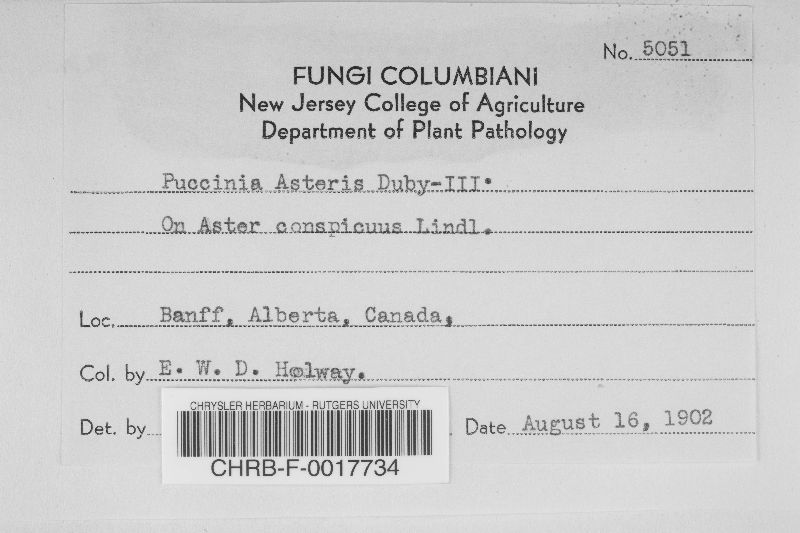 No. 5051
FUNGI COLUMBIANI
New Jersey College of Agriculture
Department of Plant Pathology
Puccinia Asteris Duby-III.
On Aster conspicuus Lindl.
Loc. Banff, Alberta, Canada,
Col. by E. W. D. Holway.
Det. by
Date August 16, 1902
CHRYSLER HERBARIUM - RUTGERS UNIVERSITY
CHRB-F-0017734